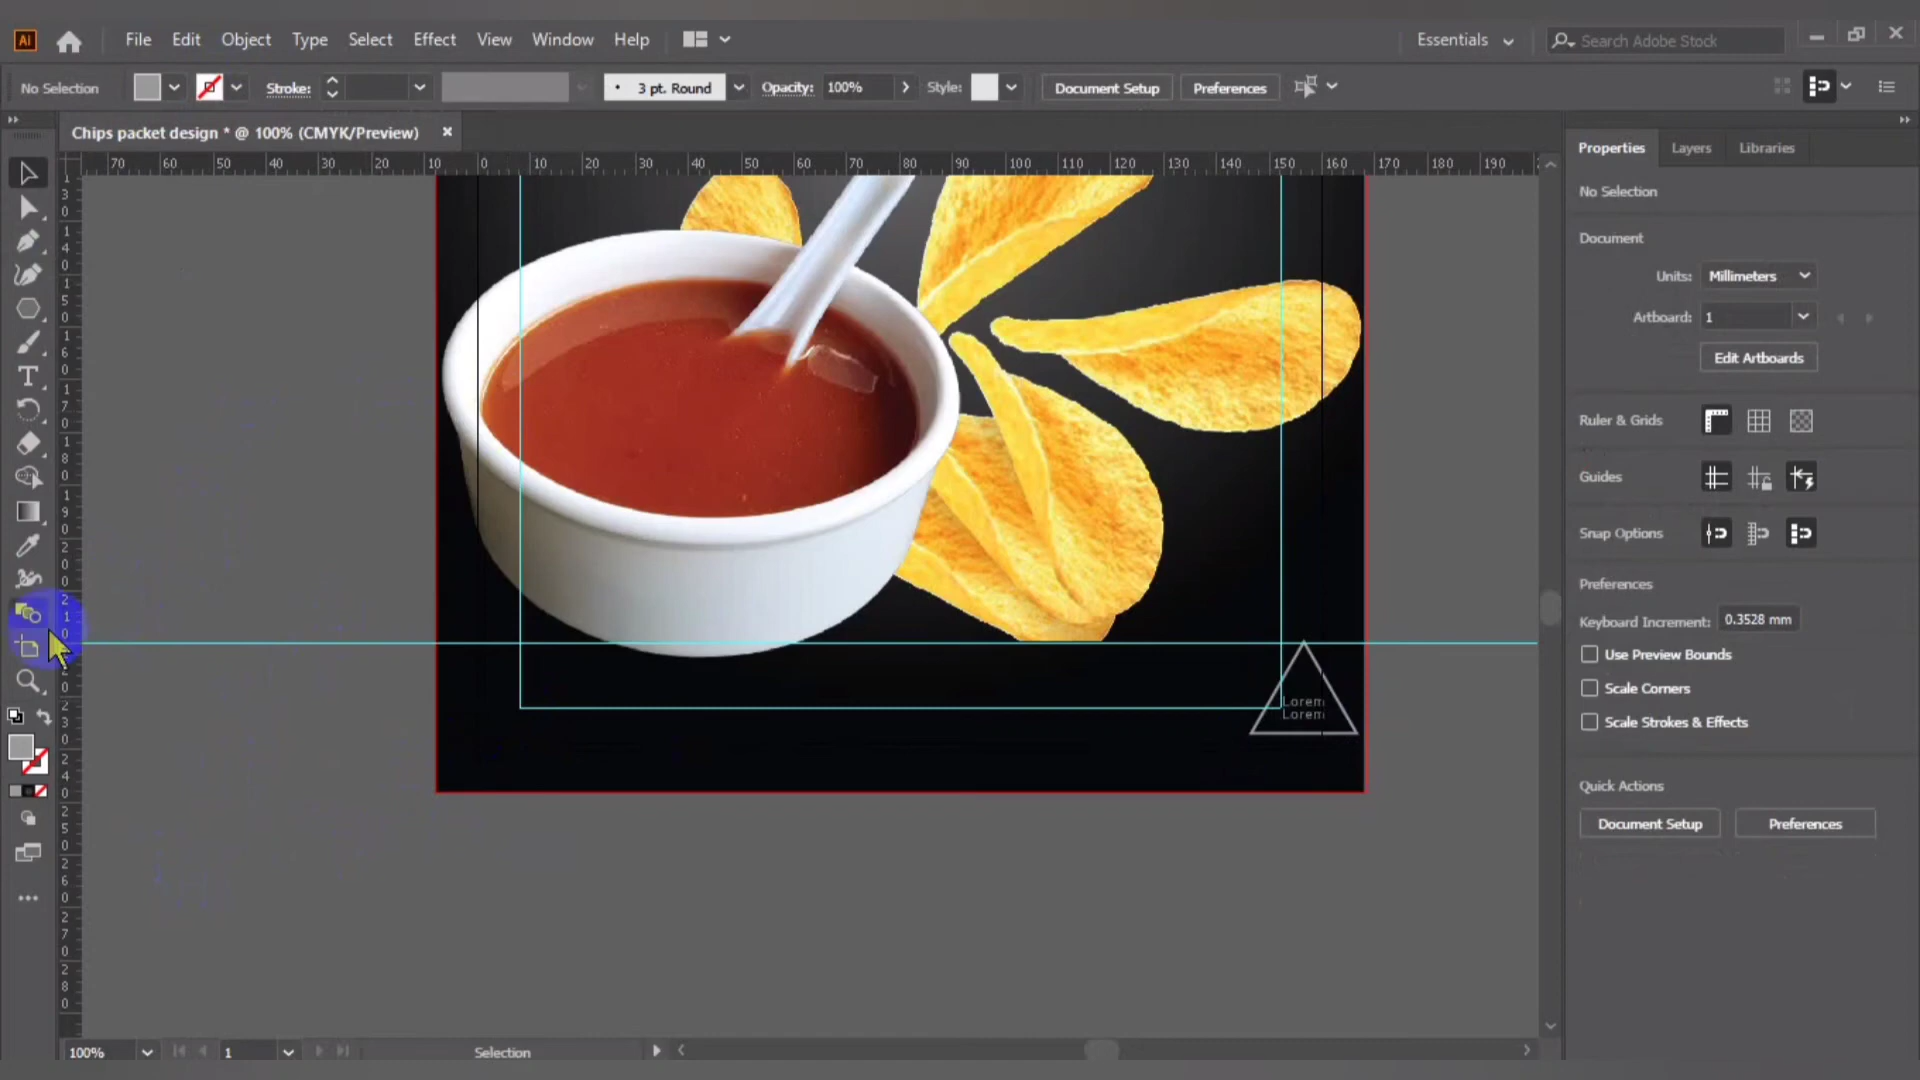 Ai File Edit Object Type Select Effect View Window Help Essentials Search Adobe Stock
No Selection Stroke: 3 pt. Round Opacity: 100% Style: Document Setup Preferences
Chips packet design * @ 100% (CMYK/Preview)
70 60 50 40 30 20 10 0 10 20 30 40 50 60 70 80 90 100 110 120 130 140 150 160 170 180 190
Properties Layers Libraries
No Selection
Document
Units: Millimeters
Artboard: 1
Edit Artboards
Ruler & Grids
Guides
Snap Options
Preferences
Keyboard Increment: 0.3528 mm
Use Preview Bounds
Scale Corners
Scale Strokes & Effects
Quick Actions
Document Setup Preferences
Lorem
Lorem
100% 1 Selection